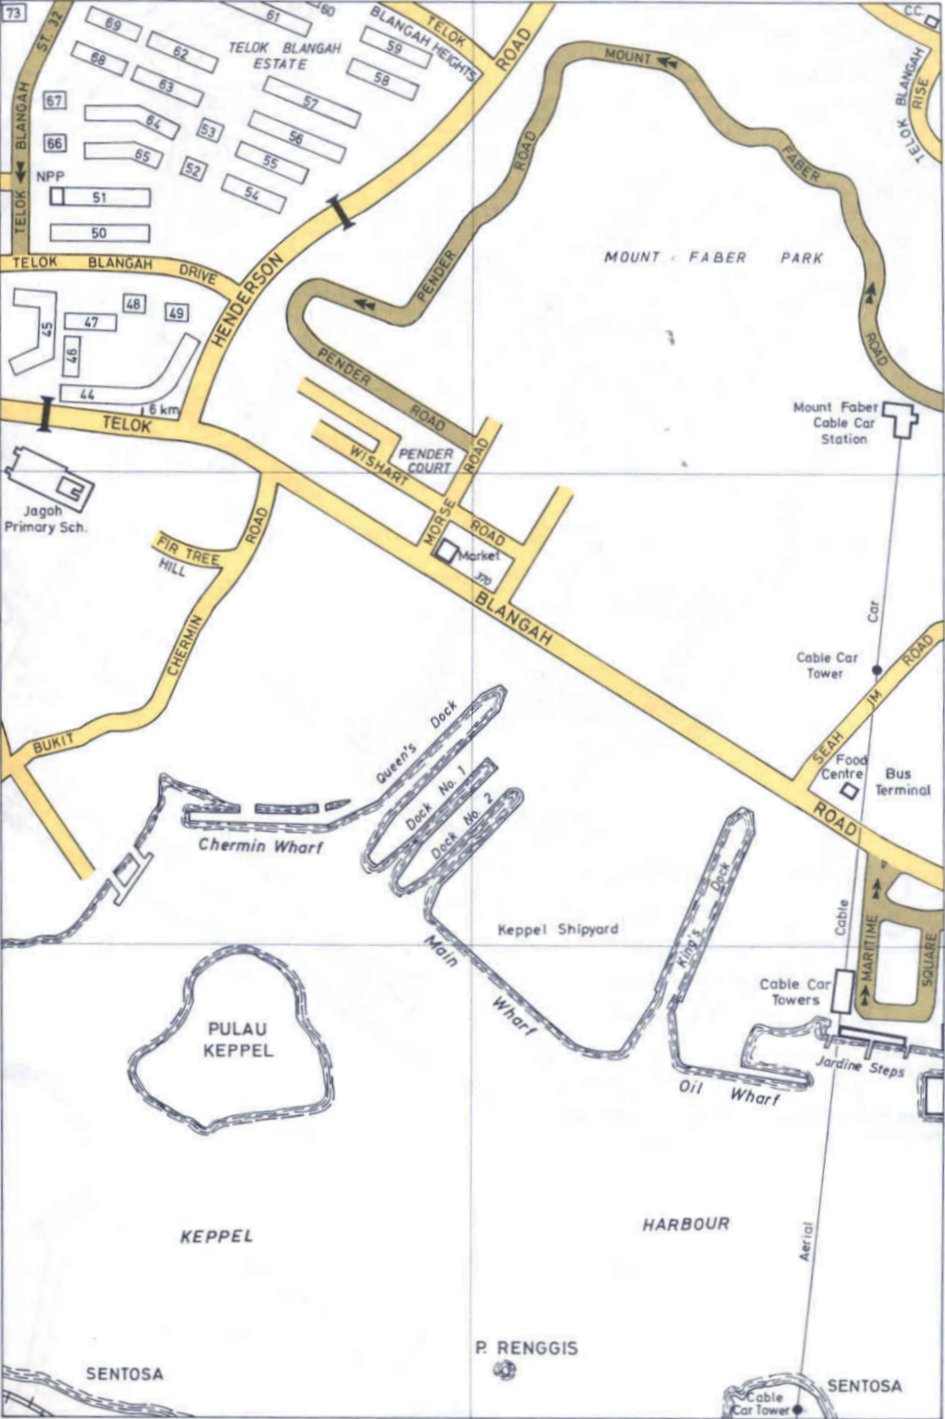 73
ST. 32
BLANGAH
TELOK
69
68
62
63
61
60
59
58
TELOK BLANGAH
ESTATE
TELOK
BLANGAH HEIGHTS
ROAD
57
56
55
54
53
52
67
66
64
65
NPP
51
50
TELOK BLANGAH DRIVE
HENDERSON
45
46
47
48
49
44
6 km
TELOK
MOUNT
FABER
ROAD
ROAD
PENDER
PENDER
ROAD
MOUNT FABER PARK
C.C.
TELOK BLANGAH
RISE
Mount Faber
Cable Car
Station
PENDER
COURT
WISHART
ROAD
MORSE
ROAD
Market
370
BLANGAH
Jagoh
Primary Sch.
FIR TREE
HILL
ROAD
CHERMIN
BUKIT
Car
Cable Car
Tower
SEAH IM
ROAD
Food
Centre
Bus
Terminal
ROAD
Queen's
Dock
Dock No. 1
Dock No. 2
Chermin Wharf
Keppel Shipyard
Main
Wharf
King's
Dock
Cable
MARITIME
SQUARE
Cable Car
Towers
Jardine Steps
Oil Wharf
PULAU
KEPPEL
KEPPEL
HARBOUR
Aerial
P. RENGGIS
SENTOSA
SENTOSA
Cable
Car Tower